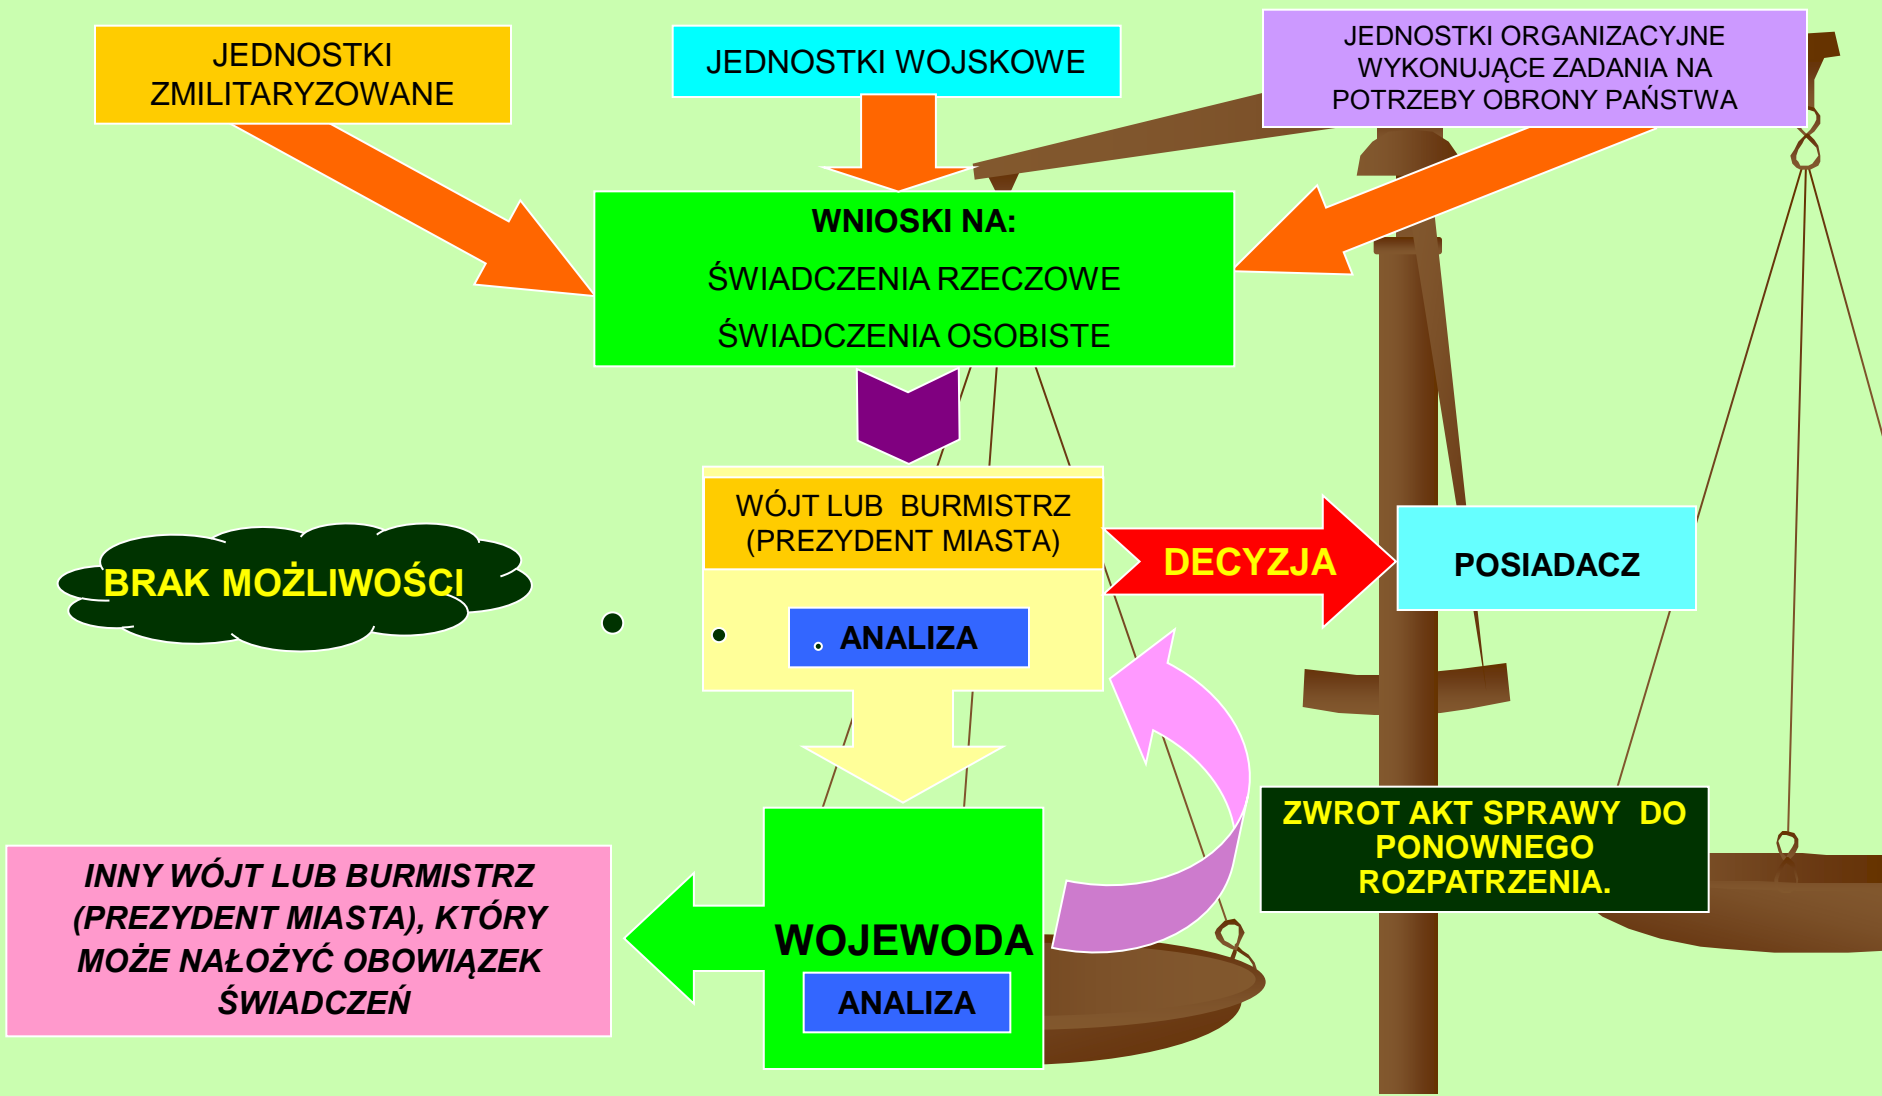 JEDNOSTKI
ZMILITARYZOWANE
JEDNOSTKI WOJSKOWE
JEDNOSTKI ORGANIZACYJNE
WYKONUJĄCE ZADANIA NA
POTRZEBY OBRONY PAŃSTWA
WNIOSKI NA:
ŚWIADCZENIA RZECZOWE
ŚWIADCZENIA OSOBISTE
WÓJT LUB BURMISTRZ
(PREZYDENT MIASTA)
DECYZJA
POSIADACZ
BRAK MOŻLIWOŚCI
ANALIZA
ZWROT AKT SPRAWY DO
PONOWNEGO
ROZPATRZENIA.
INNY WÓJT LUB BURMISTRZ
(PREZYDENT MIASTA), KTÓRY
MOŻE NAŁOŻYĆ OBOWIĄZEK
ŚWIADCZEŃ
WOJEWODA
ANALIZA